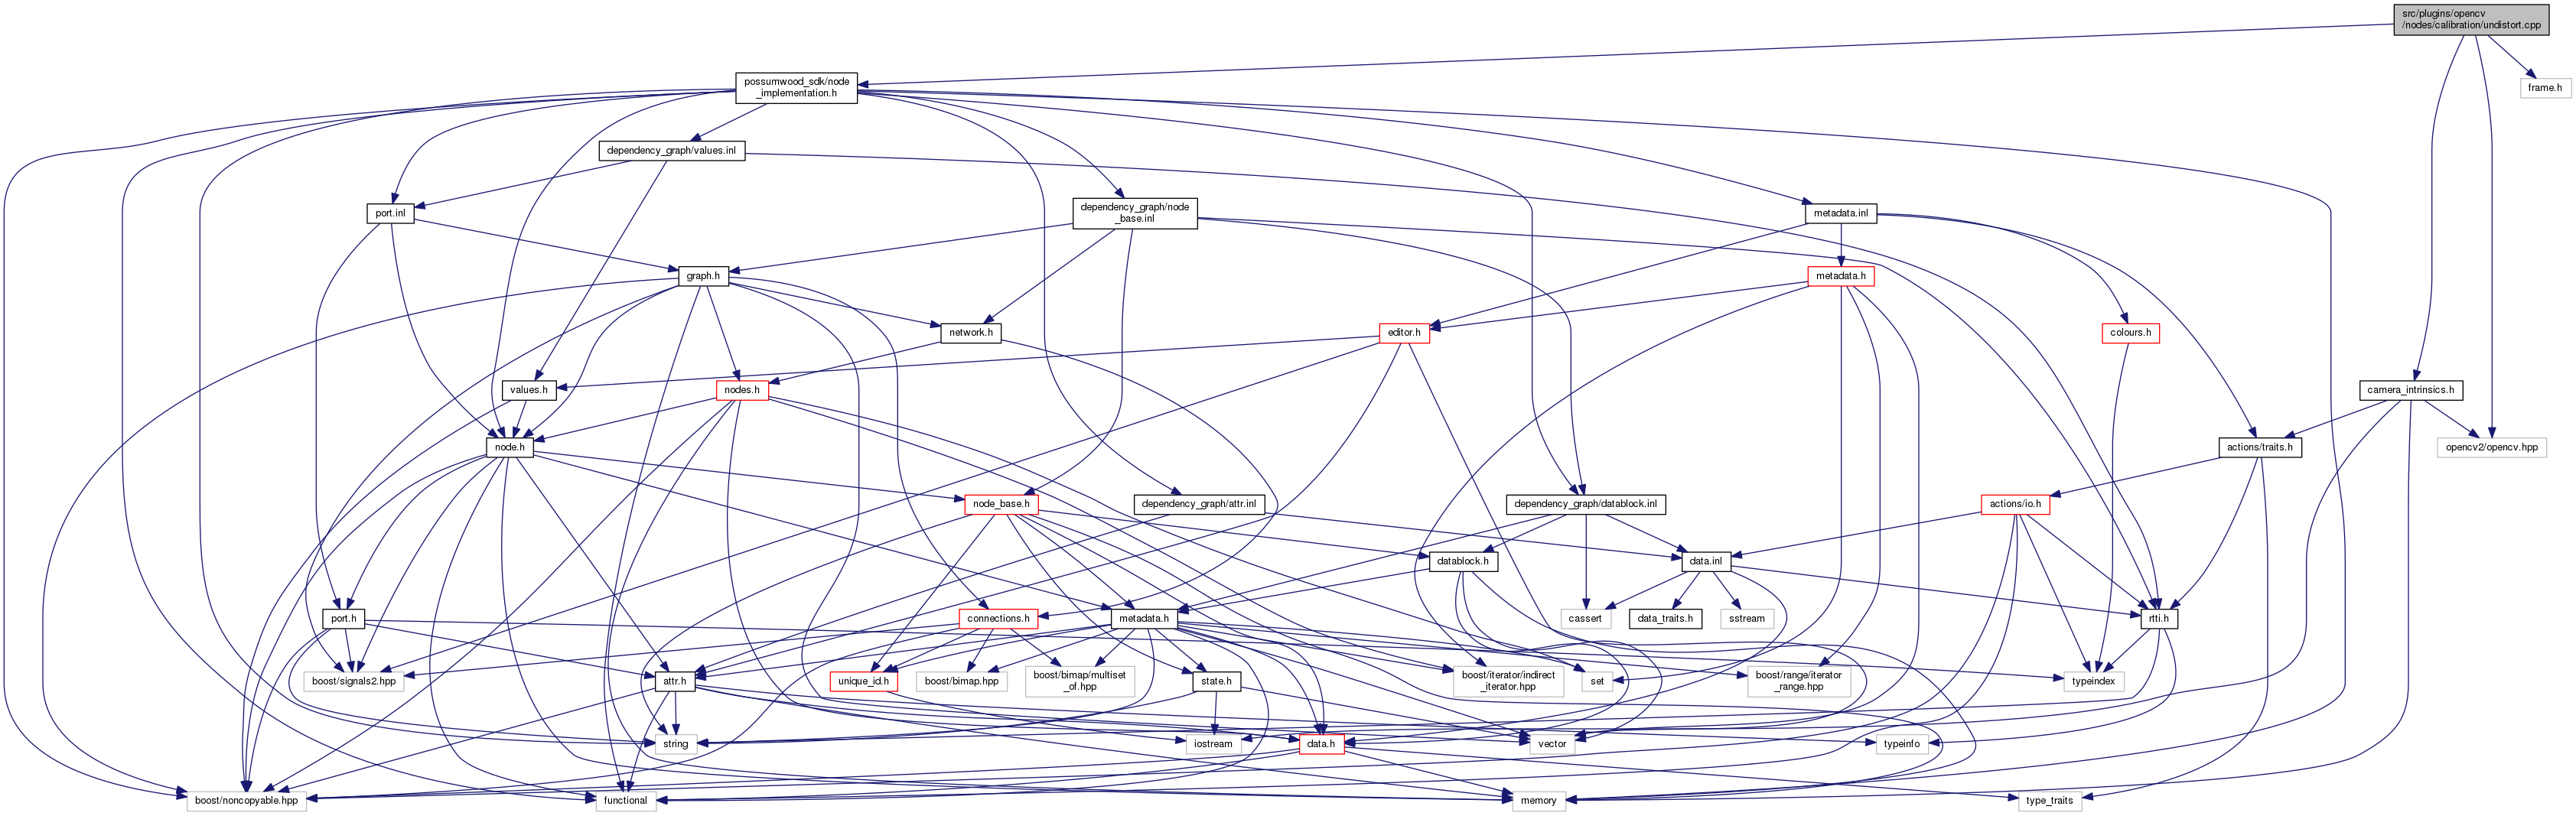 src/plugins/opencv
/nodes/calibration/undistort.cpp
possumwood_sdk/node
_implementation.h
frame.h
dependency_graph/values.inl
port.inl
dependency_graph/node
_base.inl
metadata.inl
graph.h
metadata.h
network.h
editor.h
colours.h
values.h
nodes.h
camera_intrinsics.h
node.h
actions/traits.h
opencv2/opencv.hpp
node_base.h
dependency_graph/attr.inl
dependency_graph/datablock.inl
actions/io.h
datablock.h
data.inl
port.h
connections.h
metadata.h
cassert
data_traits.h
sstream
rtti.h
boost/signals2.hpp
attr.h
unique_id.h
boost/bimap.hpp
boost/bimap/multiset
_of.hpp
state.h
boost/iterator/indirect
_iterator.hpp
set
boost/range/iterator
_range.hpp
typeindex
string
iostream
data.h
vector
typeinfo
boost/noncopyable.hpp
functional
memory
type_traits